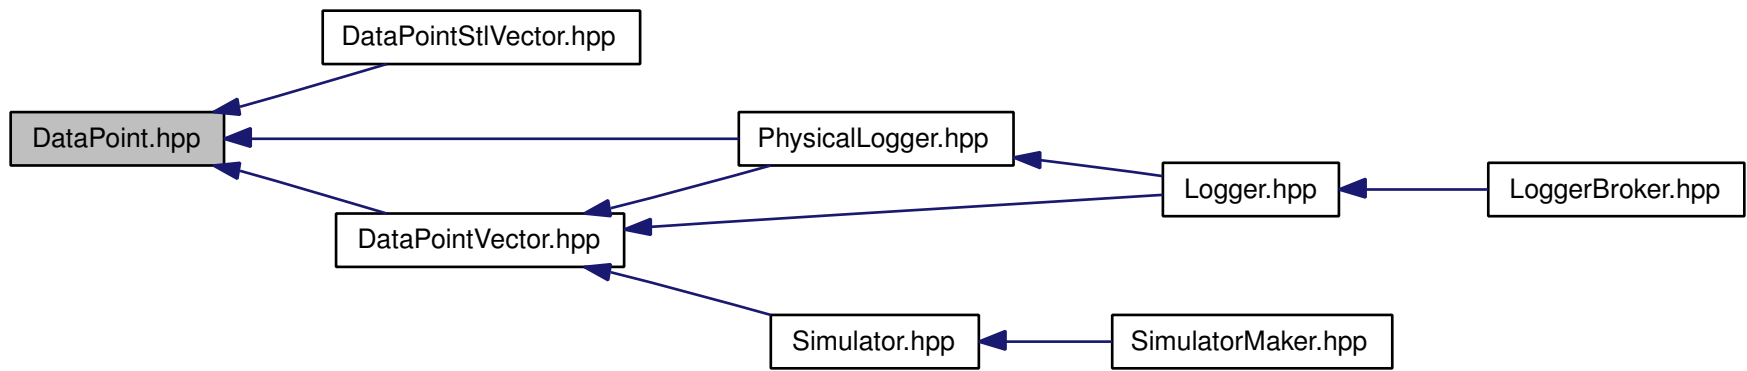 DataPointStlVector.hpp
DataPoint.hpp
PhysicalLogger.hpp
Logger.hpp
LoggerBroker.hpp
DataPointVector.hpp
Simulator.hpp
SimulatorMaker.hpp